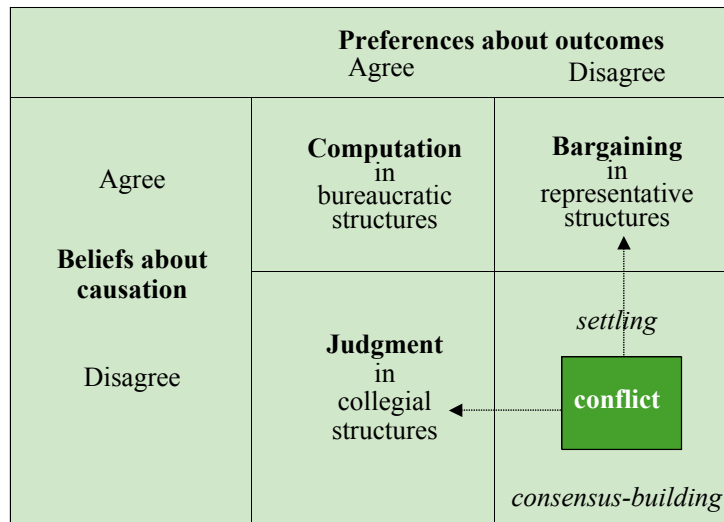 Preferences about outcomes
Agree
Disagree
Agree
Computation
in
bureaucratic
structures
Bargaining
in
representative
structures
Beliefs about
causation
Disagree
Judgment
in
collegial
structures
settling
conflict
consensus-building